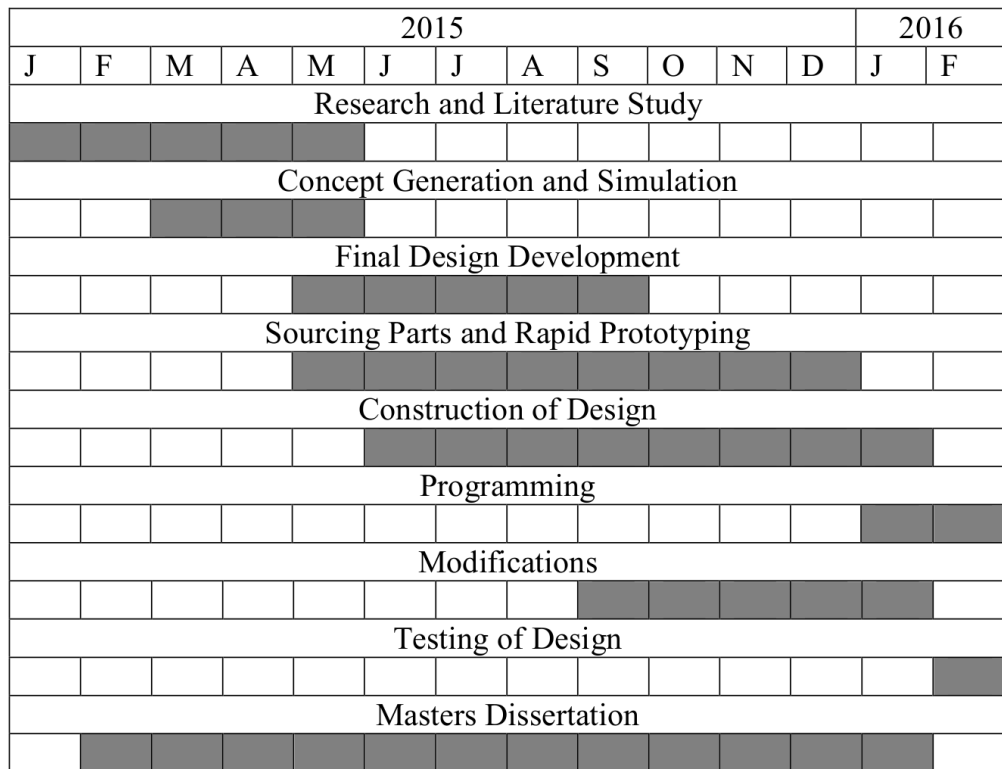 2015 2016
J F M A M J J A S O N D J F
Research and Literature Study
Concept Generation and Simulation
Final Design Development
Sourcing Parts and Rapid Prototyping
Construction of Design
Programming
Modifications
Testing of Design
Masters Dissertation